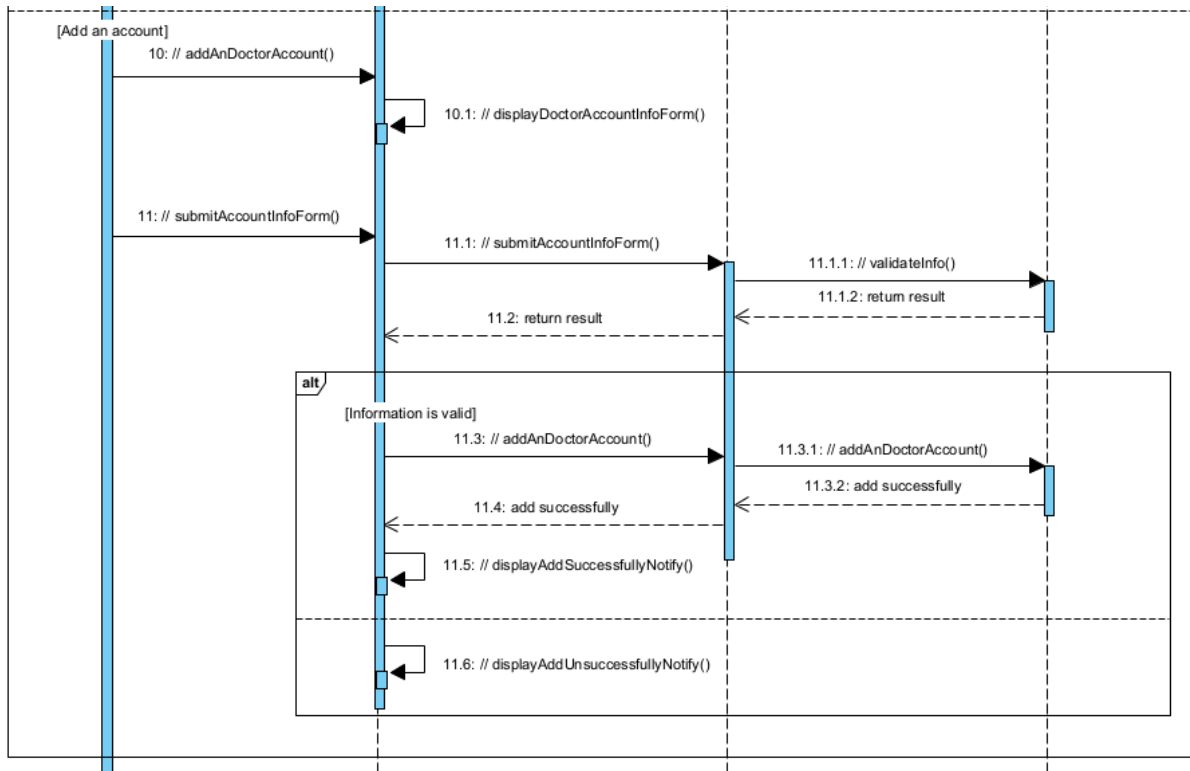 [Add an account]
10: // addAnDoctorAccount()
10.1: // displayDoctorAccountInfoForm()
11: // submitAccountInfoForm()
11.1: // submitAccountInfoForm()
11.1.1: // validateInfo()
11.1.2: return result
11.2: return result
alt
[Information is valid]
11.3: // addAnDoctorAccount()
11.3.1: // addAnDoctorAccount()
11.3.2: add successfully
11.4: add successfully
11.5: // displayAddSuccessfullyNotify()
11.6: // displayAddUnsuccessfullyNotify()